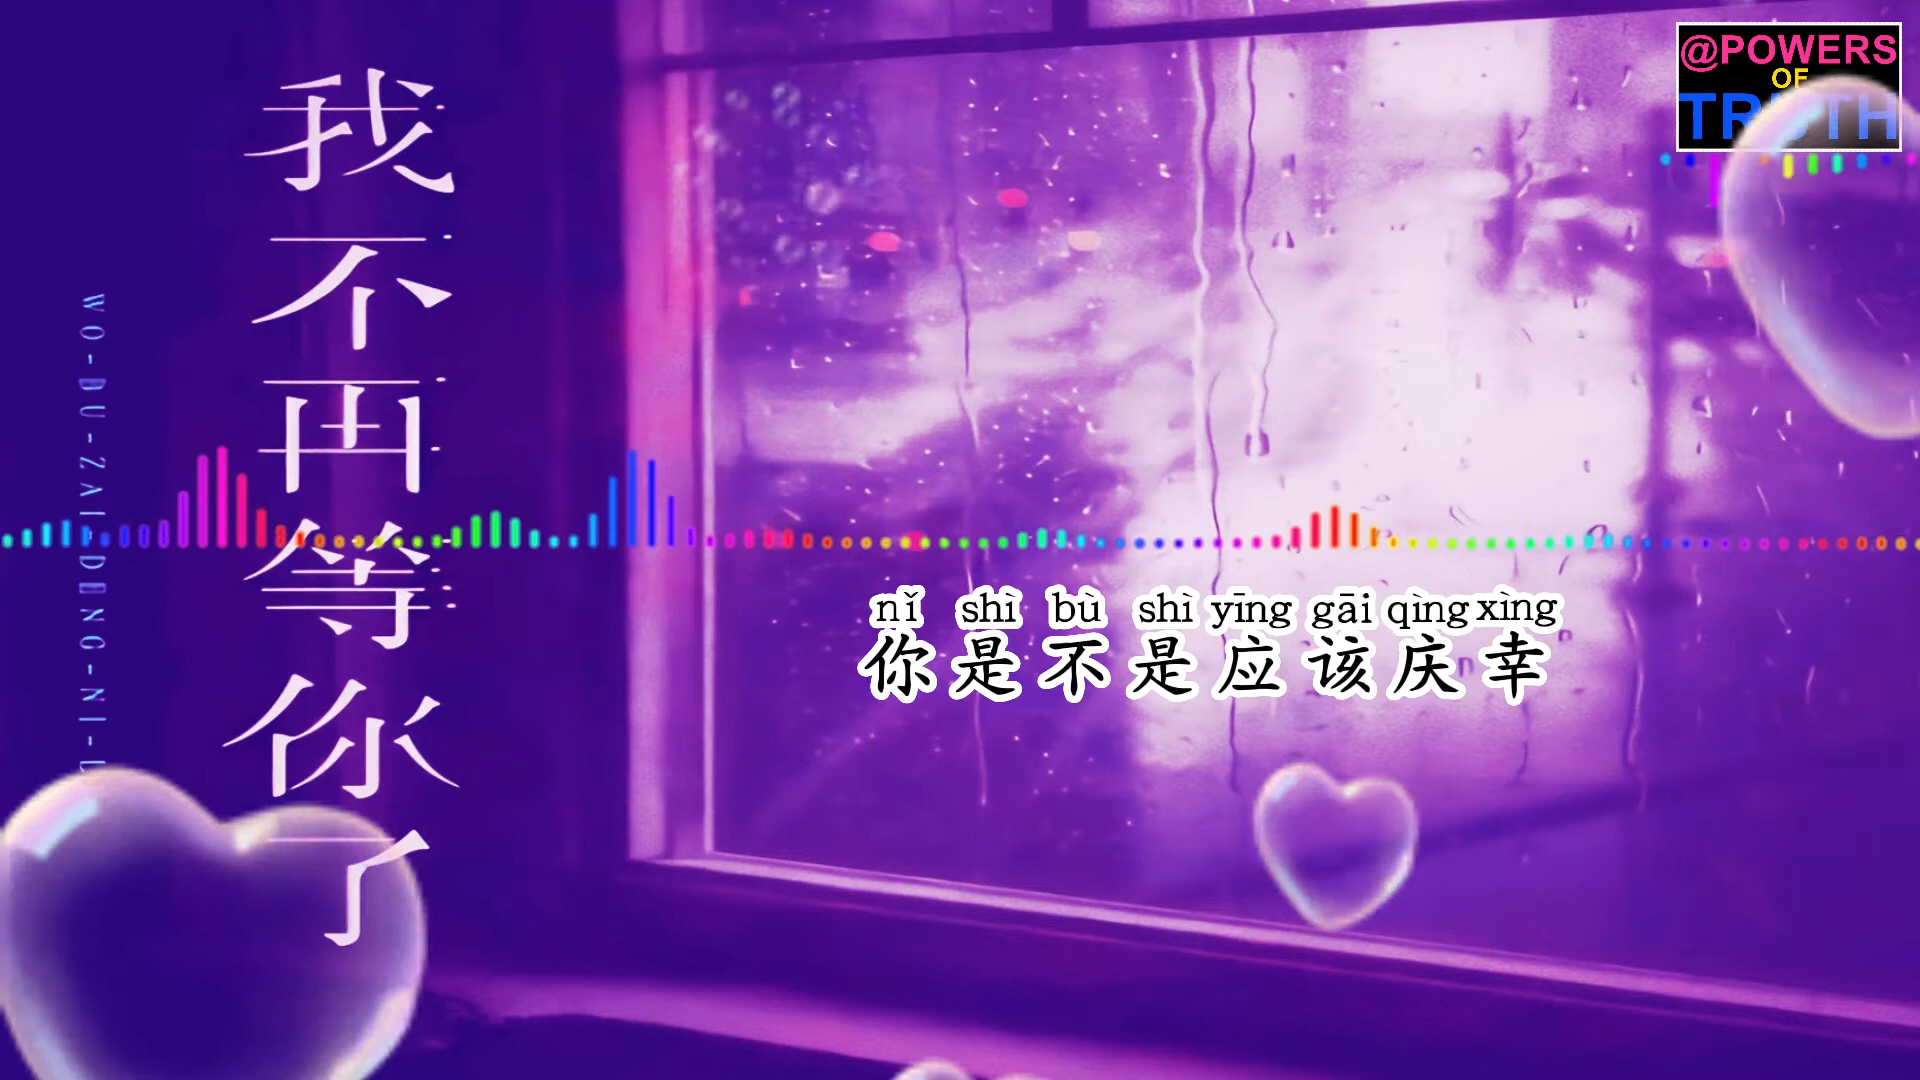 我不再等你了
WO-BU-ZAI-DENG-NI-L
@POWERS
OF
TRUTH
nǐ shì bù shì yīng gāi qìng xìng
你是不是应该庆幸